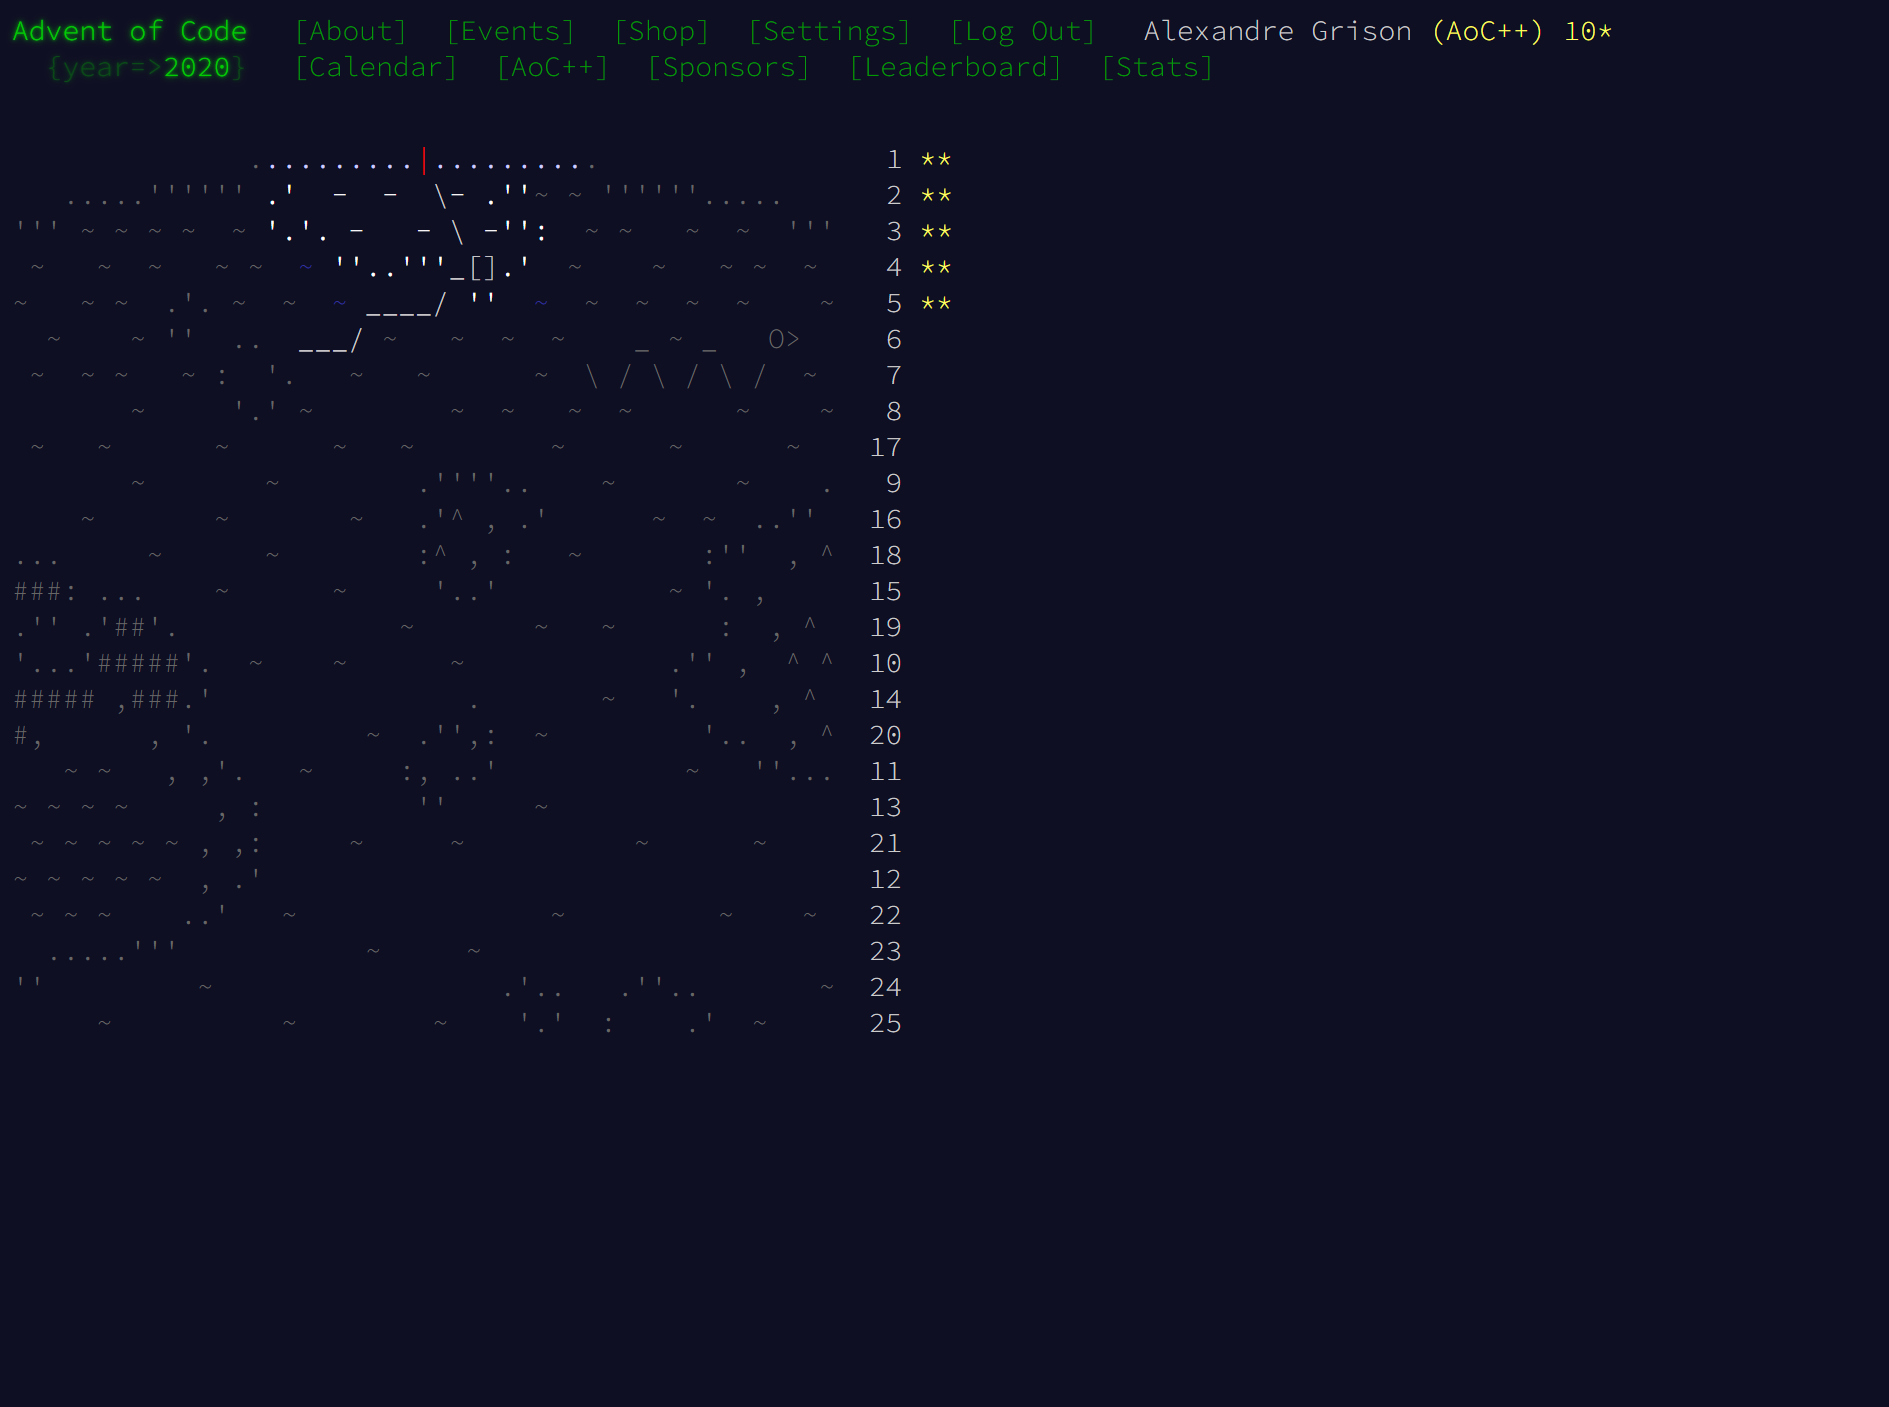 Advent of Code [About] [Events] [Shop] [Settings] [Log Out] Alexandre Grison (AoC++) 10*
{year=>2020} [Calendar] [AoC++] [Sponsors] [Leaderboard] [Stats]
..........|.......... 1 **
.....'''''' .' - - \- .''~ ~ ''''''..... 2 **
''' ~ ~ ~ ~ ~ '.'. - - \ -'': ~ ~ ~ ~ ''' 3 **
~ ~ ~ ~ ~ ~ ''..'''_[].' ~ ~ ~ ~ ~ 4 **
~ ~ ~ .'. ~ ~ ~ ____/ '' ~ ~ ~ ~ ~ ~ 5 **
~ ~ '' .. ___/ ~ ~ ~ ~ _ ~ _ O> 6
~ ~ ~ ~ : '. ~ ~ ~ \ / \ / \ / ~ 7
~ '.' ~ ~ ~ ~ ~ ~ ~ 8
~ ~ ~ ~ ~ ~ ~ ~ 17
~ ~ .''''.. ~ ~ . 9
~ ~ ~ .'^ , .' ~ ~ ..'' 16
... ~ ~ :^ , : ~ :'' , ^ 18
###: ... ~ ~ '..' ~ '. , 15
.'' .'##'. ~ ~ ~ : , ^ 19
'...'#####'. ~ ~ ~ .'' , ^ ^ 10
##### ,###.' . ~ '. , ^ 14
#, , '. ~ .'',: ~ '.. , ^ 20
~ ~ , ,'. ~ :, ..' ~ ''... 11
~ ~ ~ ~ , : '' ~ 13
~ ~ ~ ~ ~ , ,: ~ ~ ~ ~ 21
~ ~ ~ ~ ~ , .' 12
~ ~ ~ ..' ~ ~ ~ ~ 22
.....''' ~ ~ 23
'' ~ .'.. .''.. ~ 24
~ ~ ~ '.' : .' ~ 25